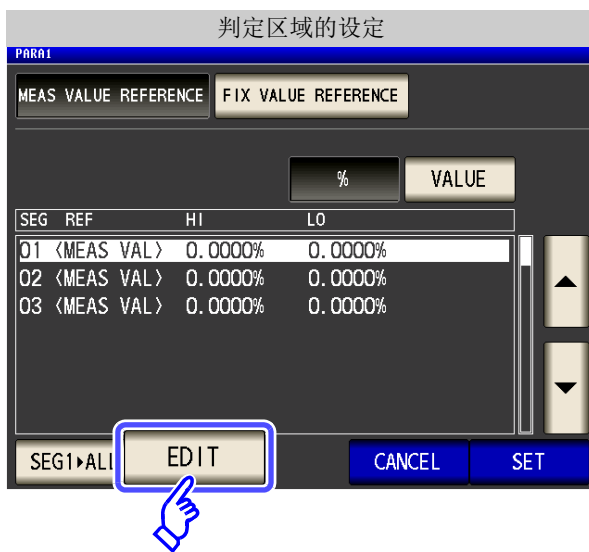 判定区域的设定
PARA1
MEAS VALUE REFERENCE FIX VALUE REFERENCE
% VALUE
SEG REF HI LO
01 〈MEAS VAL〉 0.0000% 0.0000%
02 〈MEAS VAL〉 0.0000% 0.0000%
03 〈MEAS VAL〉 0.0000% 0.0000%
SEG1▸ALL EDIT CANCEL SET